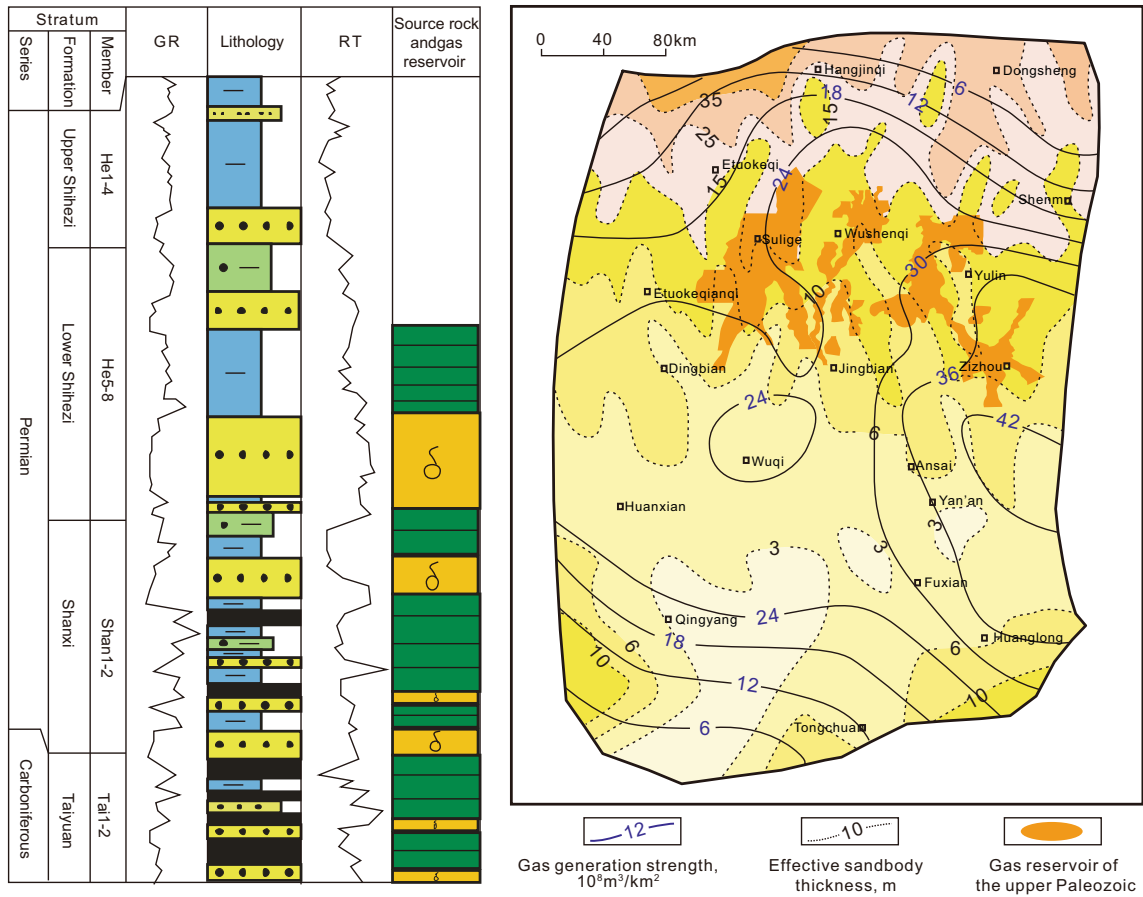 Stratum
Series
Formation
Member
GR
Lithology
RT
Source rock
andgas
reservoir
Permian
Carboniferous
Upper Shihezi
Lower Shihezi
Shanxi
Taiyuan
He1-4
He5-8
Shan1-2
Tai1-2
0 40 80km
Hangjinqi
Dongsheng
35
18
15
12
6
25
Etuokeqi
15
24
Shenmu
Sulige
Wushenqi
30
Yulin
Etuokeqianqi
10
Dingbian
Jingbian
36
Zizhou
24
6
42
Wuqi
Ansai
Huanxian
Yan'an
3
3
3
Fuxian
Qingyang
24
18
6
10
Huanglong
6
12
10
6
Tongchuan
12
Gas generation strength,
10⁸m³/km²
10
Effective sandbody
thickness, m
Gas reservoir of
the upper Paleozoic